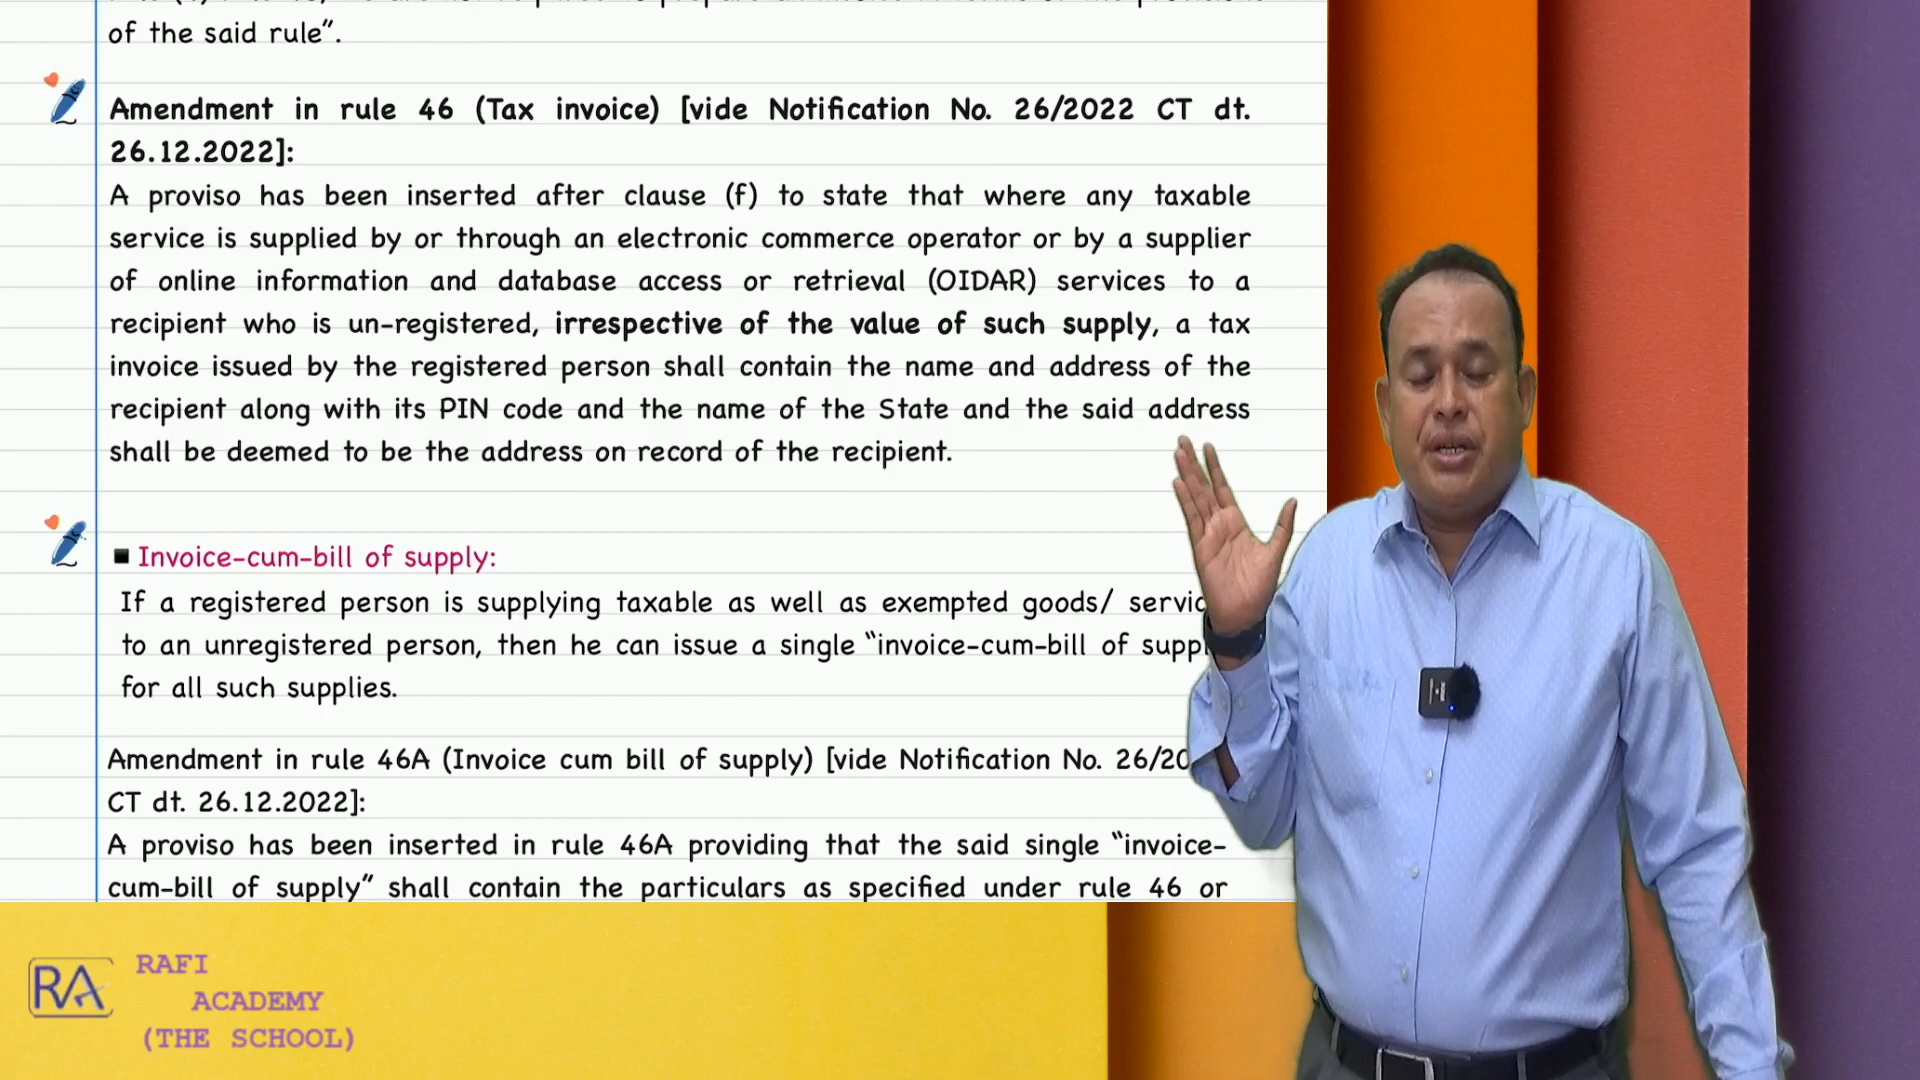 of the said rule”.
Amendment in rule 46 (Tax invoice) [vide Notification No. 26/2022 CT dt.
26.12.2022]:
A proviso has been inserted after clause (f) to state that where any taxable
service is supplied by or through an electronic commerce operator or by a supplier
of online information and database access or retrieval (OIDAR) services to a
recipient who is un-registered, irrespective of the value of such supply, a tax
invoice issued by the registered person shall contain the name and address of the
recipient along with its PIN code and the name of the State and the said address
shall be deemed to be the address on record of the recipient.
■ Invoice-cum-bill of supply:
If a registered person is supplying taxable as well as exempted goods/
to an unregistered person, then he can issue a single “invoice-cum-bill of
for all such supplies.
Amendment in rule 46A (Invoice cum bill of supply) [vide Notification No.
CT dt. 26.12.2022]:
A proviso has been inserted in rule 46A providing that the said single “invoice-
cum-bill of supply” shall contain the particulars as specified under rule 46 or
RA
RAFI
ACADEMY
(THE SCHOOL)